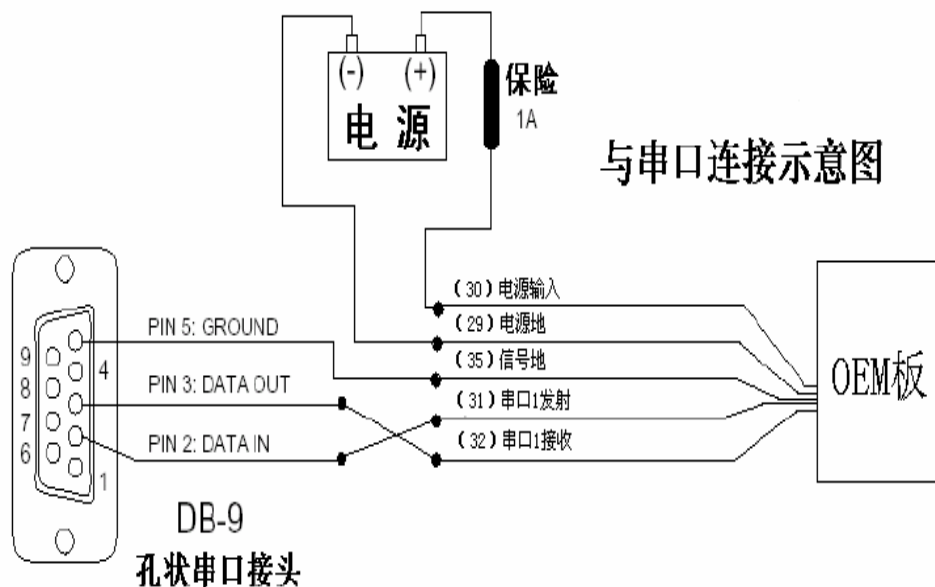 (-) (+)
电 源
保险
1A
与串口连接示意图
(30)电源输入
(29)电源地
(35)信号地
(31)串口1发射
(32)串口1接收
OEM板
PIN 5: GROUND
PIN 3: DATA OUT
PIN 2: DATA IN
9
8
7
6
4
1
DB-9
孔状串口接头